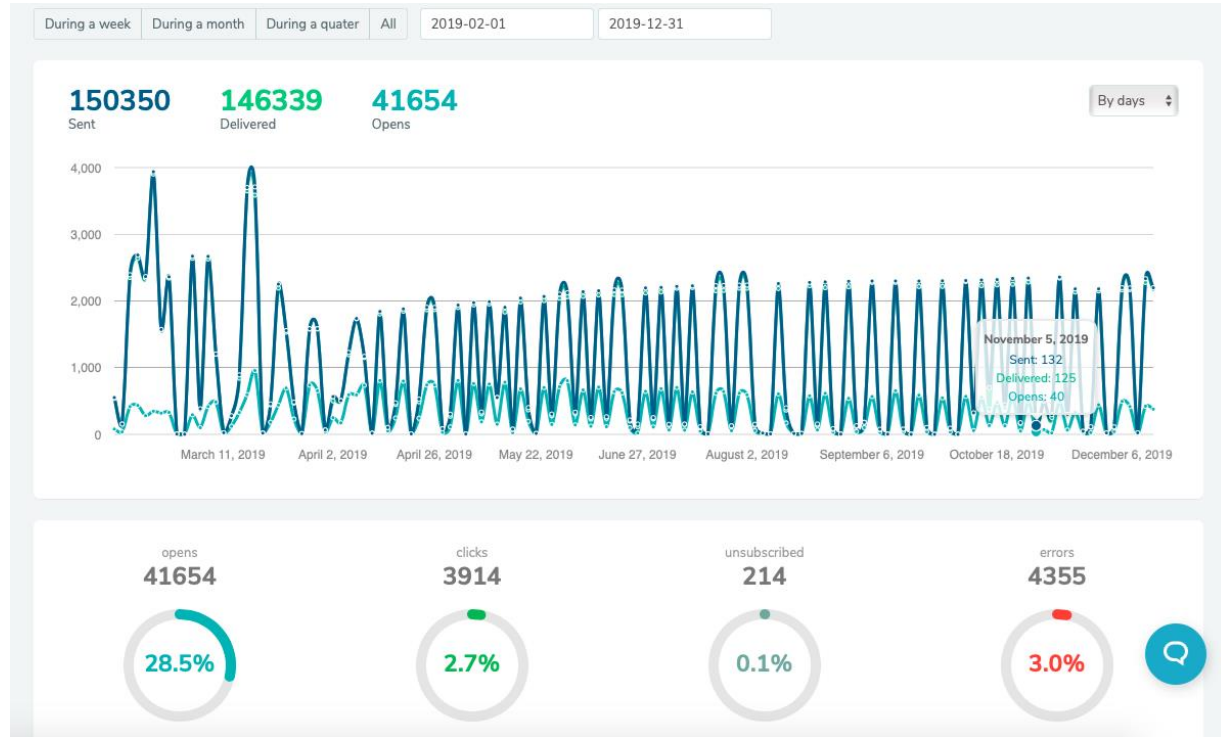 During a week During a month During a quater All 2019-02-01 2019-12-31
150350 146339 41654
Sent Delivered Opens
By days
4,000
3,000
2,000
1,000
0
November 5, 2019
Sent: 132
Delivered: 125
Opens: 40
March 11, 2019 April 2, 2019 April 26, 2019 May 22, 2019 June 27, 2019 August 2, 2019 September 6, 2019 October 18, 2019 December 6, 2019
opens clicks unsubscribed errors
41654 3914 214 4355
28.5% 2.7% 0.1% 3.0%